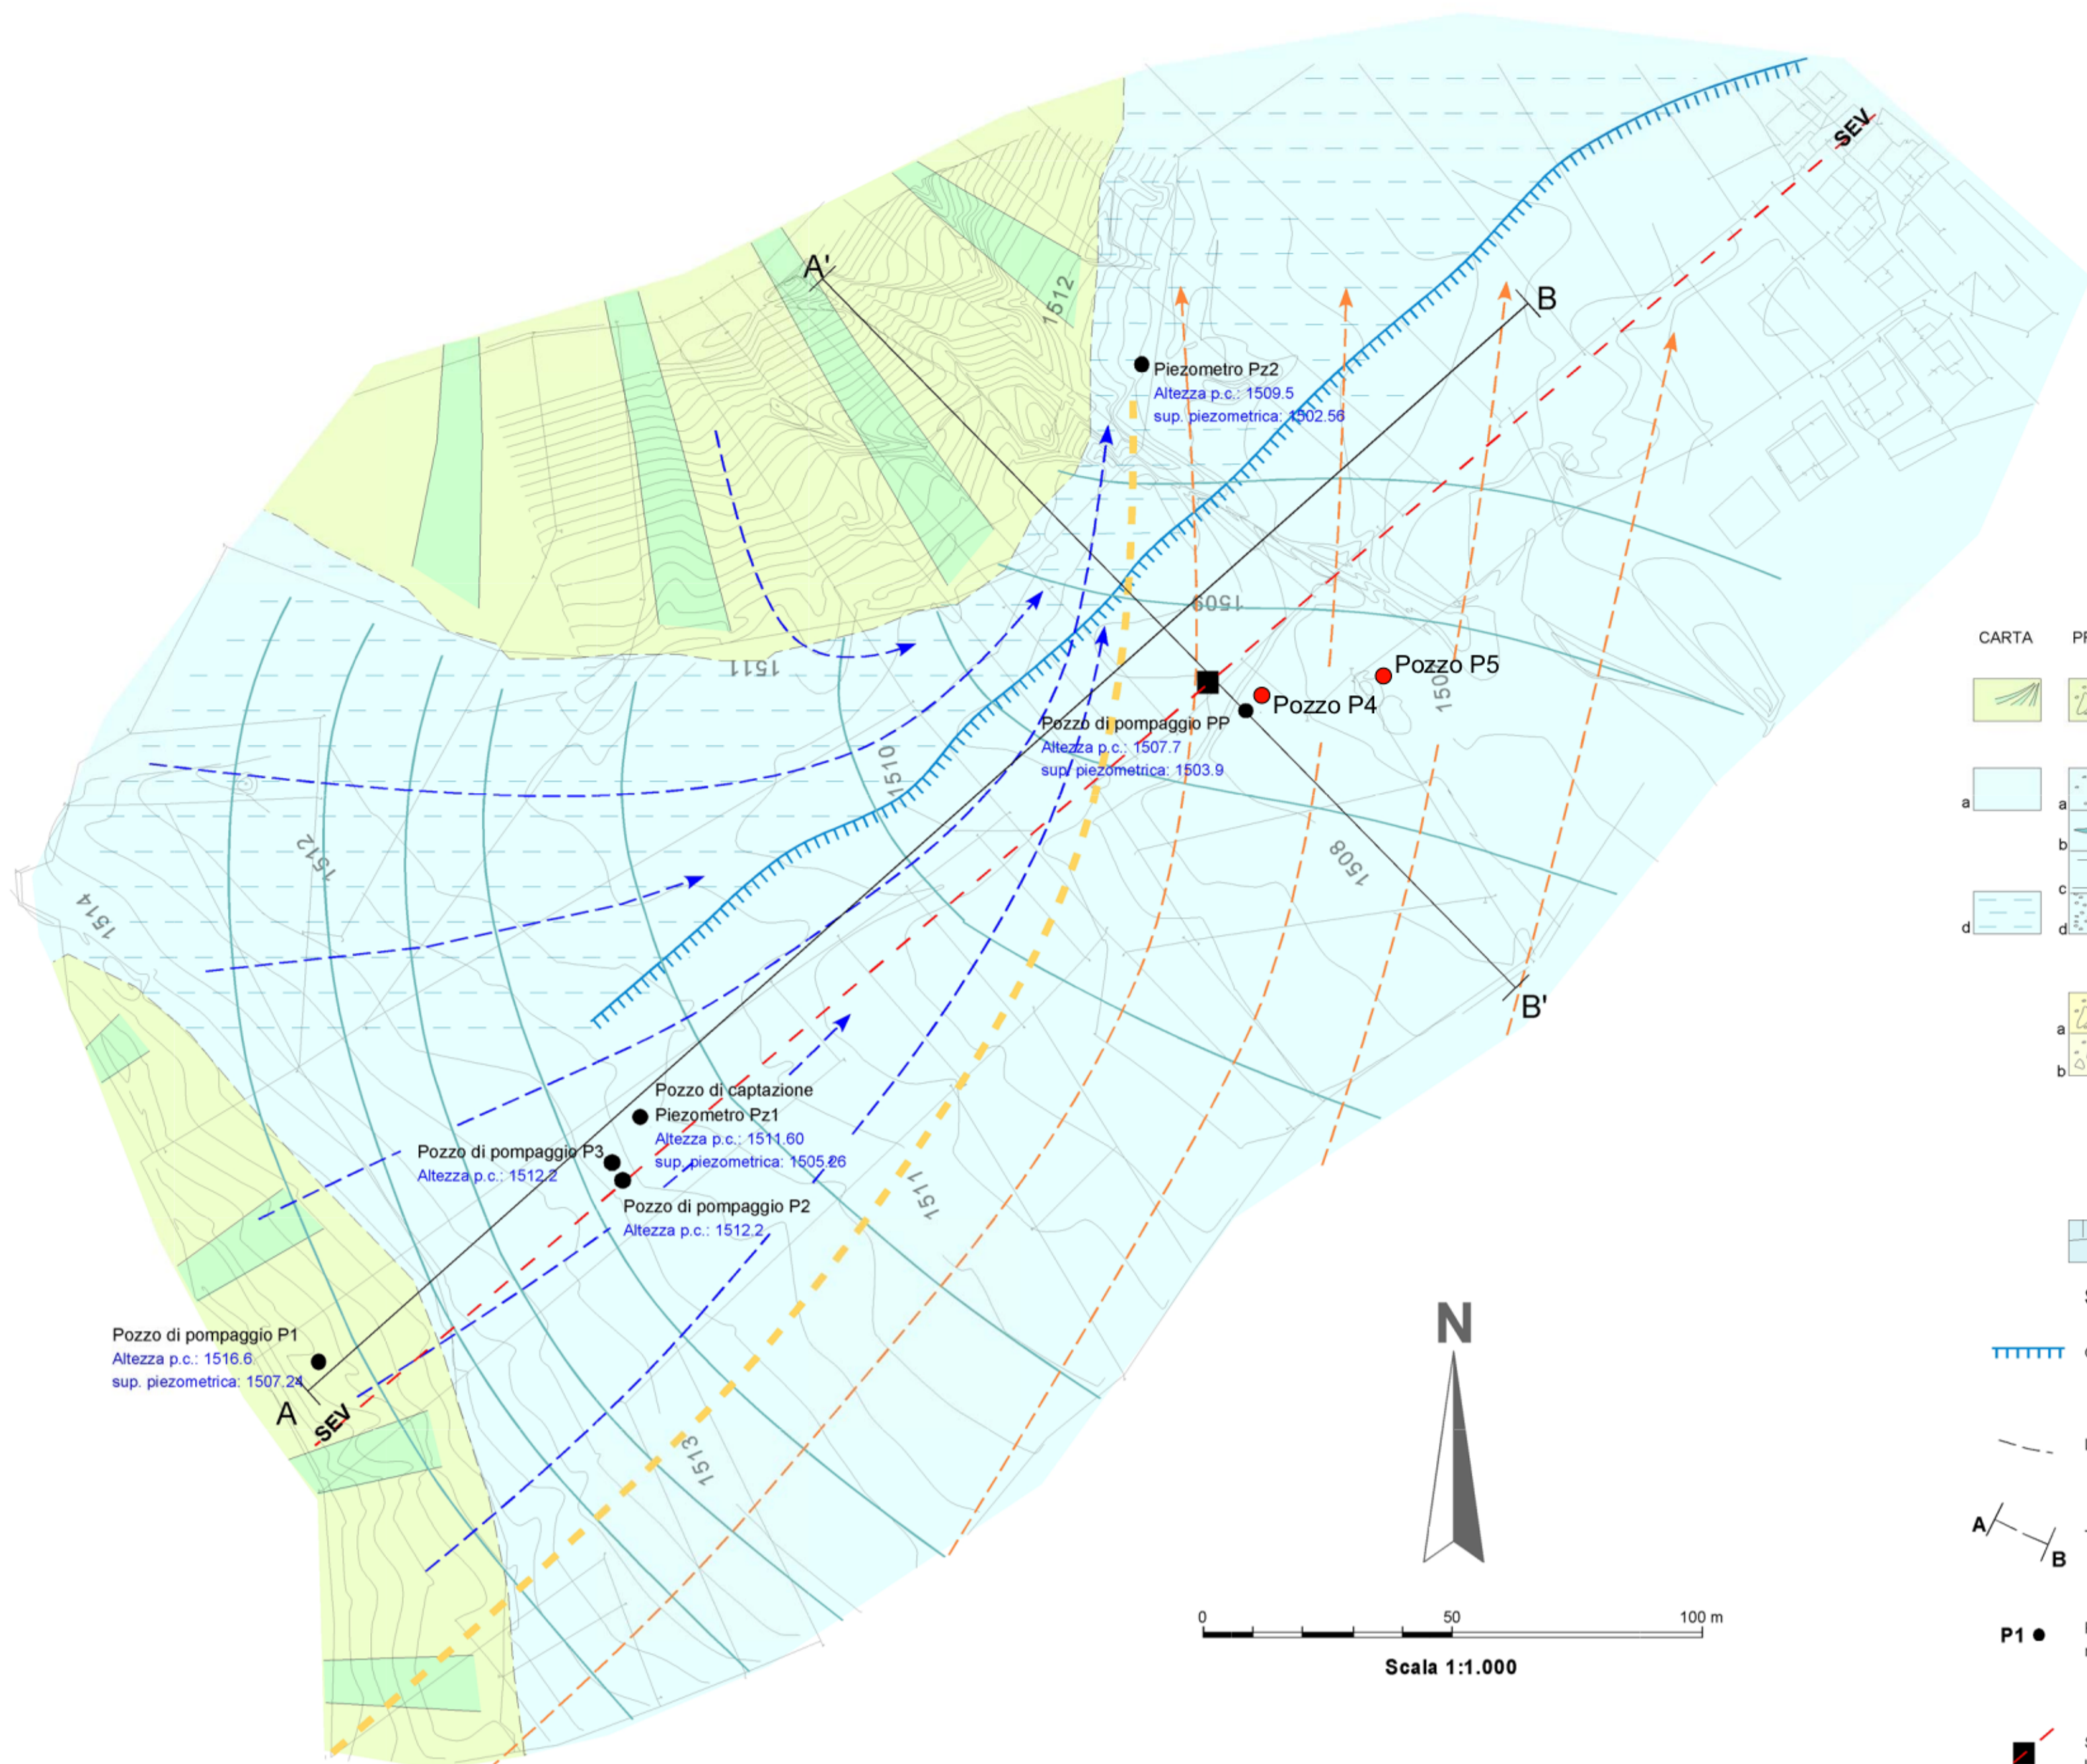 SEV
A'
B
1512
Piezometro Pz2
Altezza p.c.: 1509.5
sup. piezometrica: 1502.56
1509
CARTA
1511
Pozzo P5
Pozzo P4
Pozzo di pompaggio PP
Altezza p.c.: 1507.7
sup. piezometrica: 1503.9
1510
a
a
b
1508
1512
c
d
d
1514
B'
a
b
Pozzo di captazione
Piezometro Pz1
Altezza p.c.: 1511.60
sup. piezometrica: 1505.26
Pozzo di pompaggio P3
Altezza p.c.: 1512.2
1511
Pozzo di pompaggio P2
Altezza p.c.: 1512.2
N
Pozzo di pompaggio P1
Altezza p.c.: 1516.6
sup. piezometrica: 1507.24
A
SEV
1513
A
B
0 50 100 m
Scala 1:1.000
P1